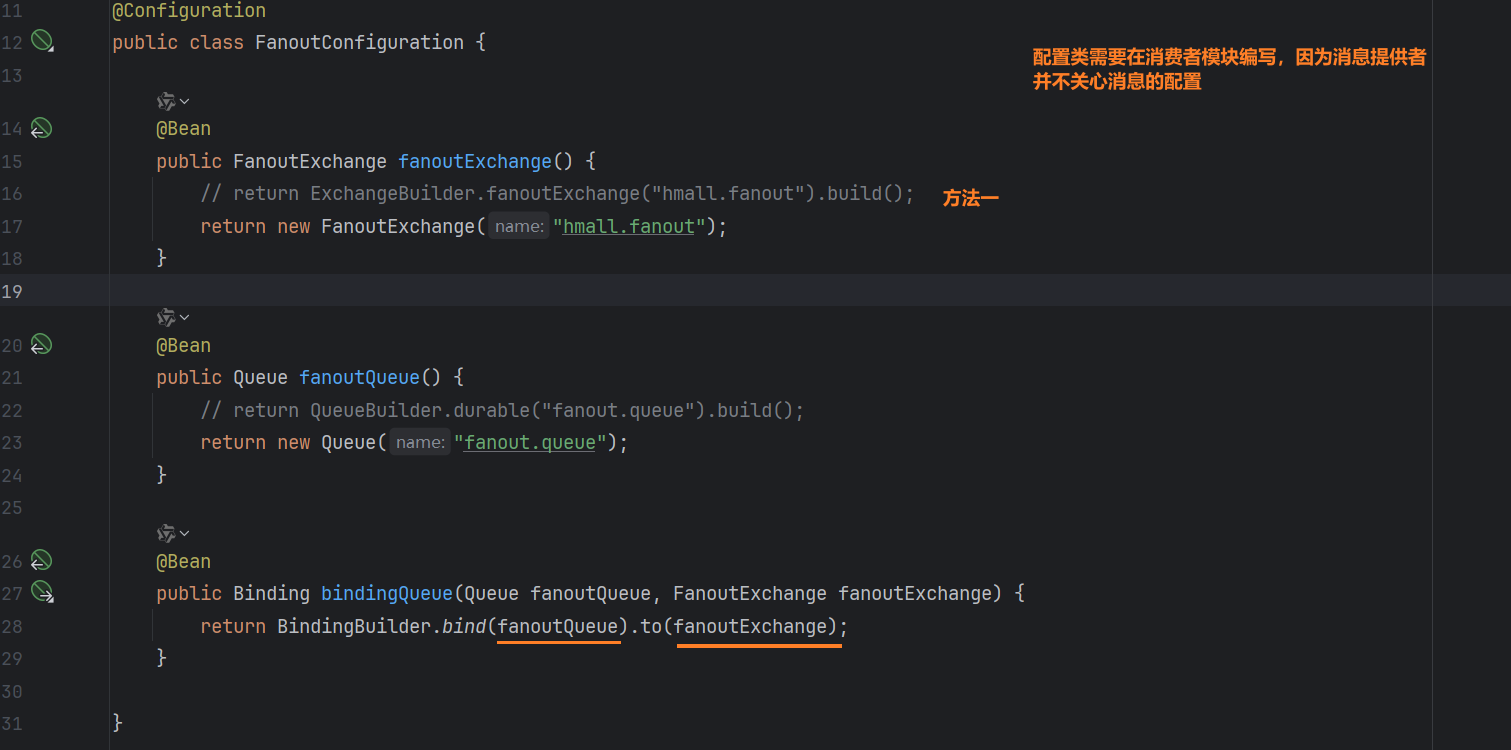 11 @Configuration
12 public class FanoutConfiguration {
配置类需要在消费者模块编写，因为消息提供者
并不关心消息的配置
13
14 @Bean
15 public FanoutExchange fanoutExchange() {
16 // return ExchangeBuilder.fanoutExchange("hmall.fanout").build(); 方法一
17 return new FanoutExchange( name: "hmall.fanout");
18 }
19
20 @Bean
21 public Queue fanoutQueue() {
22 // return QueueBuilder.durable("fanout.queue").build();
23 return new Queue( name: "fanout.queue");
24 }
25
26 @Bean
27 public Binding bindingQueue(Queue fanoutQueue, FanoutExchange fanoutExchange) {
28 return BindingBuilder.bind(fanoutQueue).to(fanoutExchange);
29 }
30
31 }